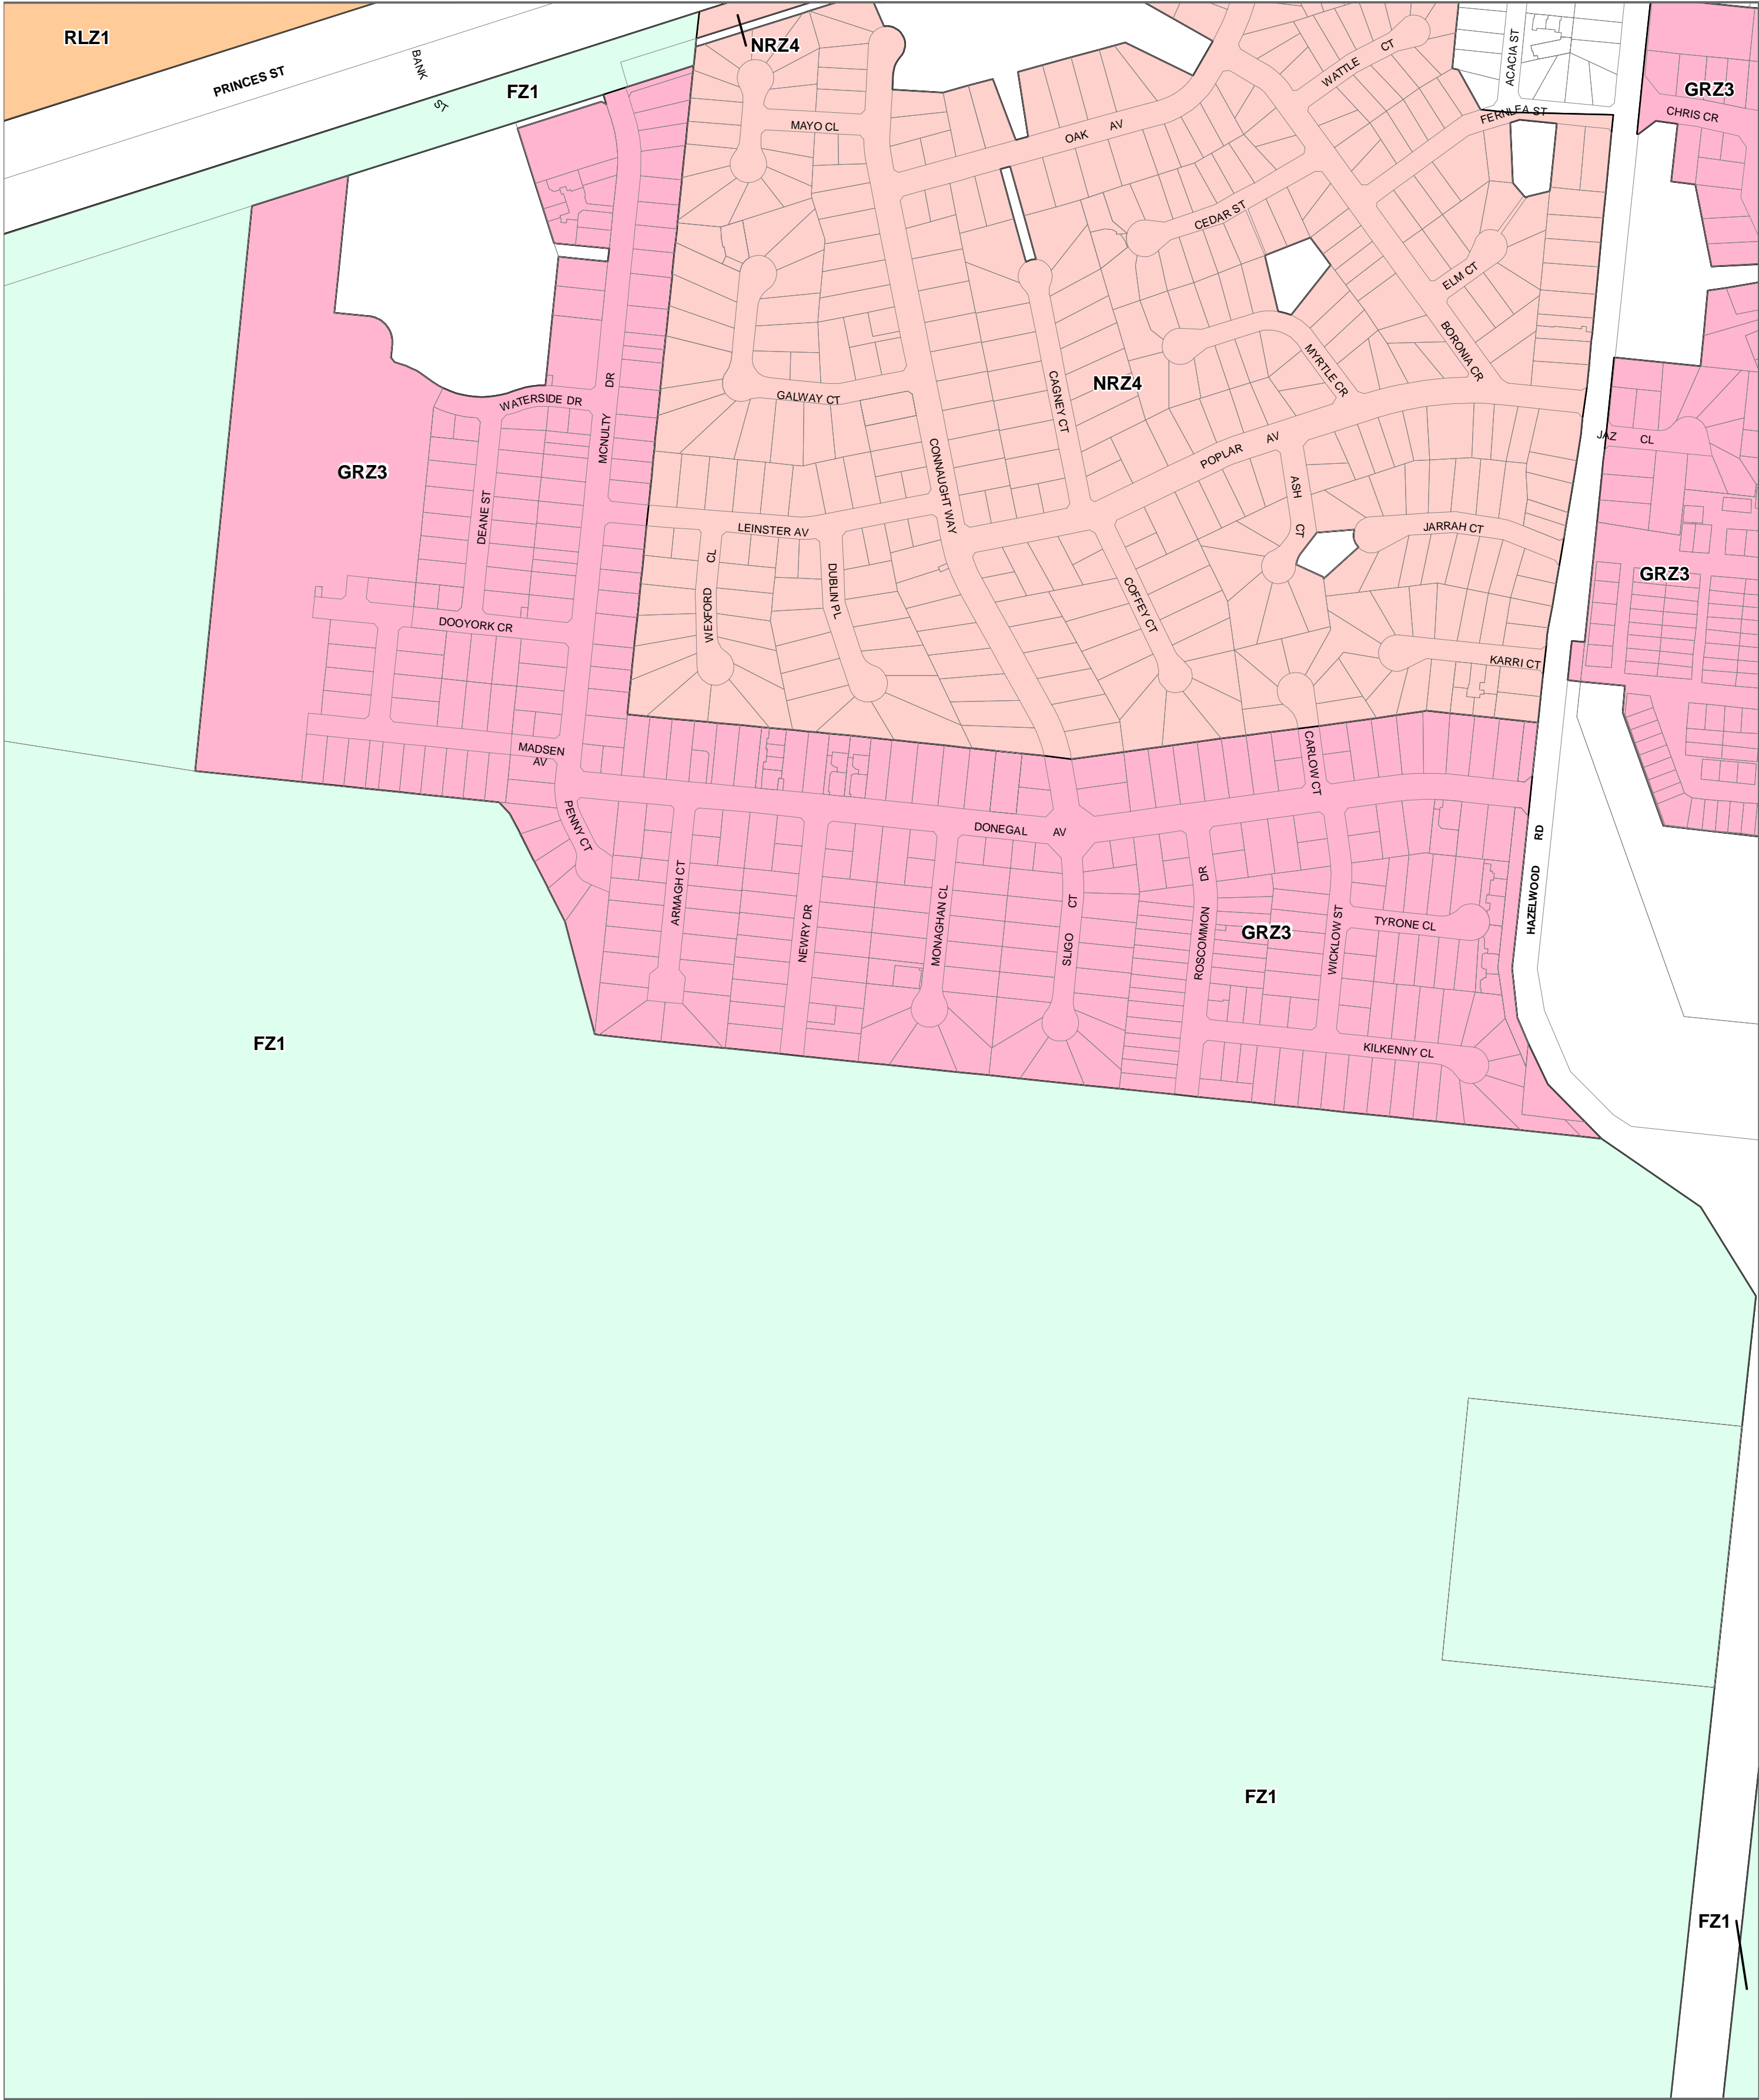 RLZ1
PRINCES ST
BANK
ST
FZ1
NRZ4
MAYO CL
OAK AV
WATTLE CT
ACACIA ST
FERNLEA ST
GRZ3
CHRIS CR
CEDAR ST
ELM CT
BORONIA CR
MYRTLE CR
NRZ4
CAGNEY CT
GALWAY CT
CONNAUGHT WAY
POPLAR AV
ASH CT
JARRAH CT
JAZ CL
GRZ3
WATERSIDE DR
MCNULTY DR
GRZ3
DEANE ST
LEINSTER AV
WEXFORD CL
DUBLIN PL
COFFEY CT
KARRI CT
DOOYORK CR
MADSEN
AV
PENNY CT
CARLOW CT
DONEGAL AV
HAZELWOOD RD
ARMAGH CT
NEWRY DR
MONAGHAN CL
SLIGO CT
ROSCOMMON DR
GRZ3
WICKLOW ST
TYRONE CL
KILKENNY CL
FZ1
FZ1
FZ1